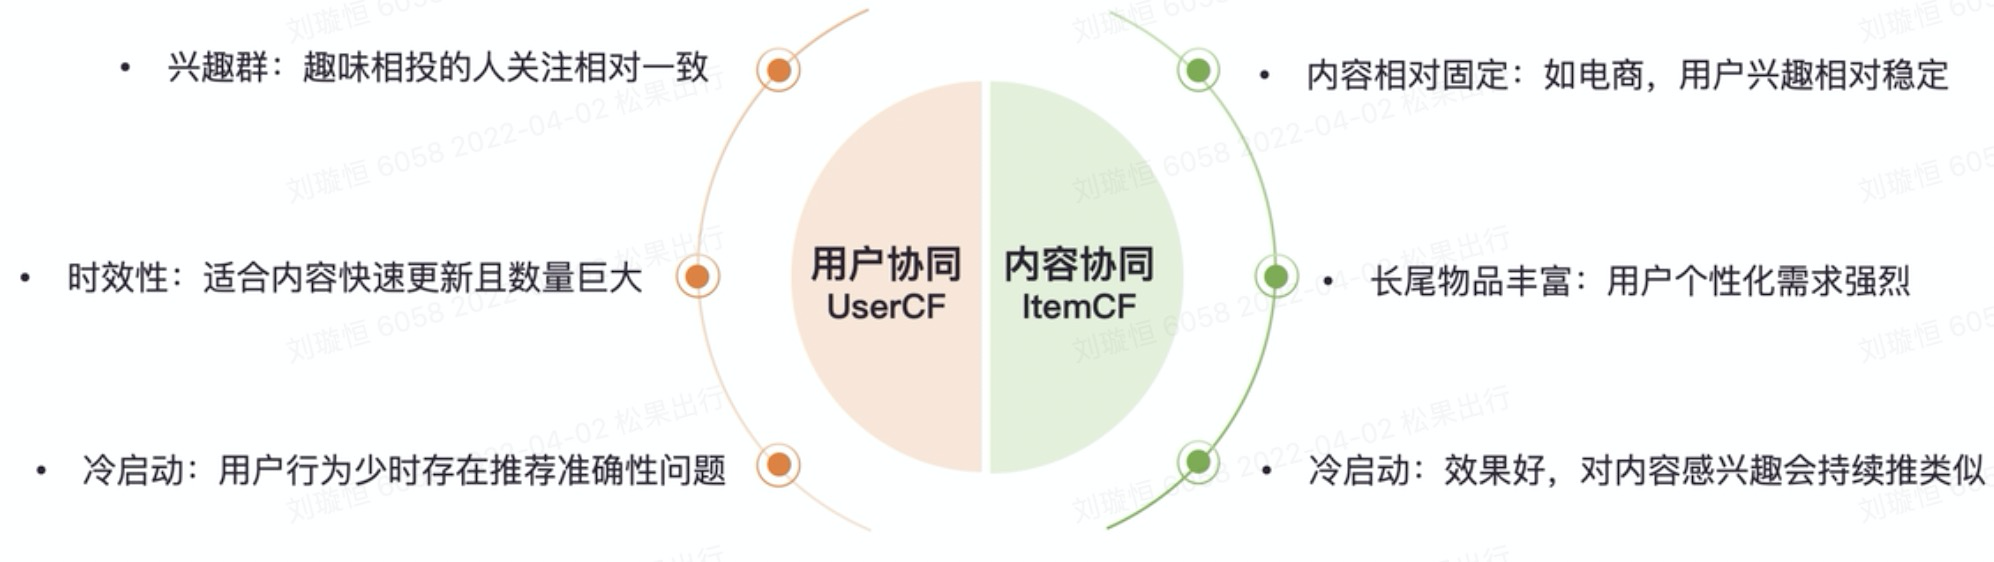 • 兴趣群：趣味相投的人关注相对一致
• 时效性：适合内容快速更新且数量巨大
• 冷启动：用户行为少时存在推荐准确性问题
用户协同
UserCF
内容协同
ItemCF
• 内容相对固定：如电商，用户兴趣相对稳定
• 长尾物品丰富：用户个性化需求强烈
• 冷启动：效果好，对内容感兴趣会持续推类似
刘璇恒 6058 2022-04-02 松果出行